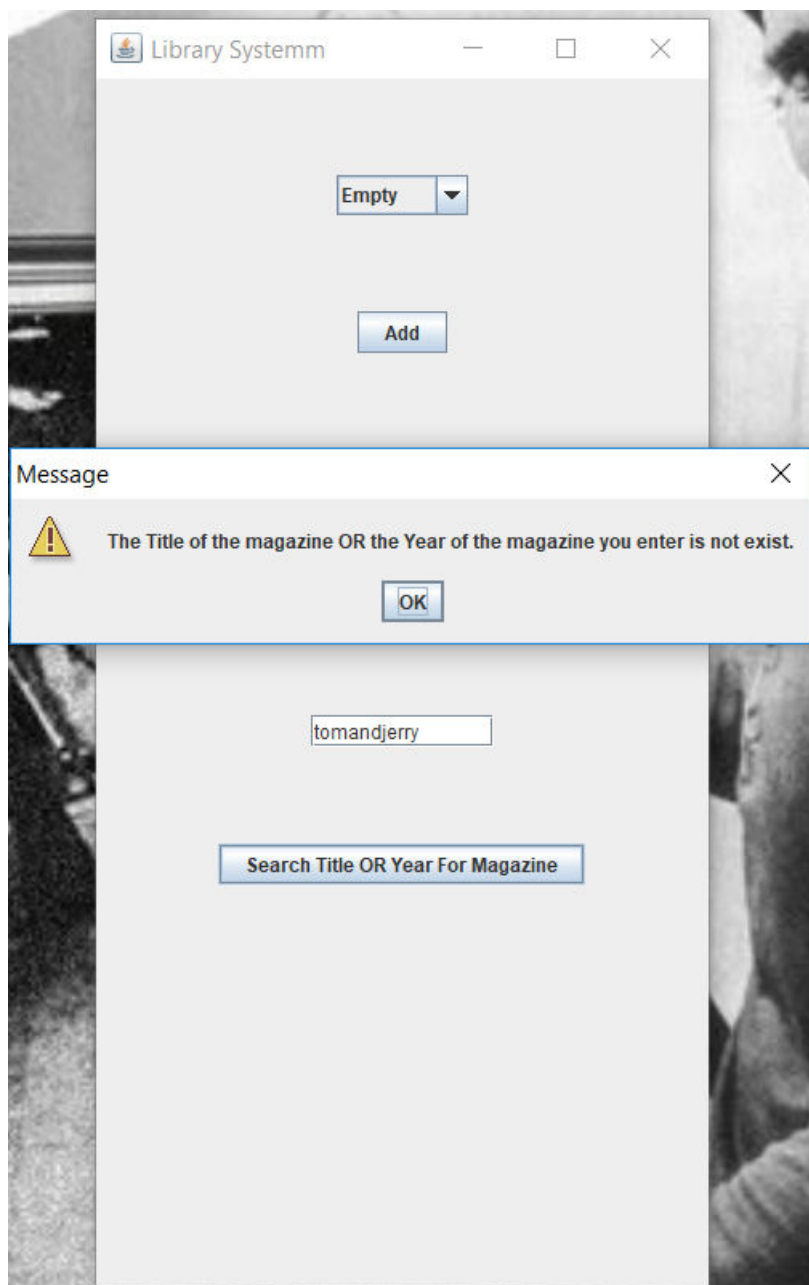 Library Systemm
Empty
Add
Message
The Title of the magazine OR the Year of the magazine you enter is not exist.
OK
tomandjerry
Search Title OR Year For Magazine